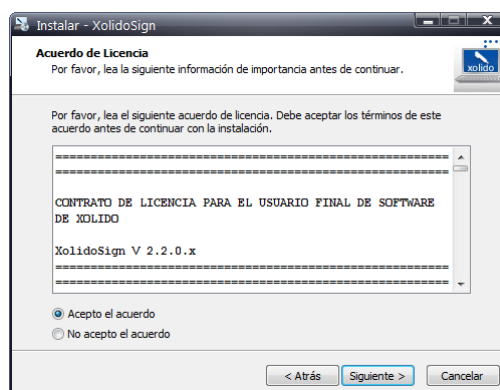 Instalar - XolidoSign
Acuerdo de Licencia
Por favor, lea la siguiente información de importancia antes de continuar.
xolido
Por favor, lea el siguiente acuerdo de licencia. Debe aceptar los términos de este
acuerdo antes de continuar con la instalación.
========================================================
========================================================
CONTRATO DE LICENCIA PARA EL USUARIO FINAL DE SOFTWARE
DE XOLIDO
XolidoSign V 2.2.0.x
========================================================
========================================================
Acepto el acuerdo
No acepto el acuerdo
< Atrás
Siguiente >
Cancelar